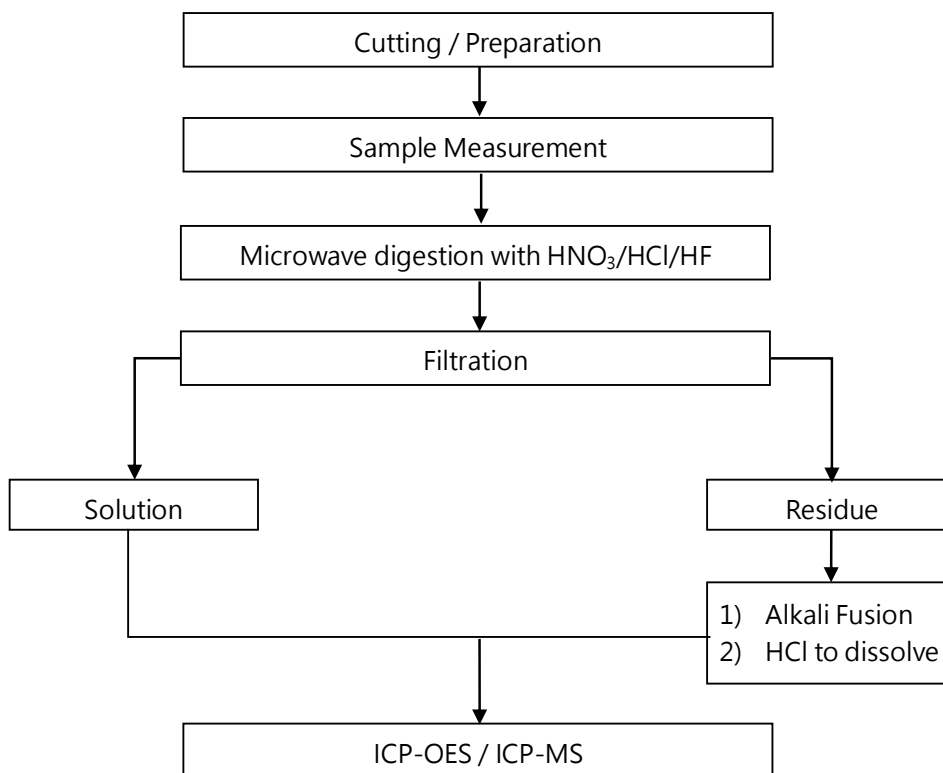 Cutting / Preparation
Sample Measurement
Microwave digestion with HNO₃/HCl/HF
Filtration
Solution
Residue
1) Alkali Fusion
2) HCl to dissolve
ICP-OES / ICP-MS